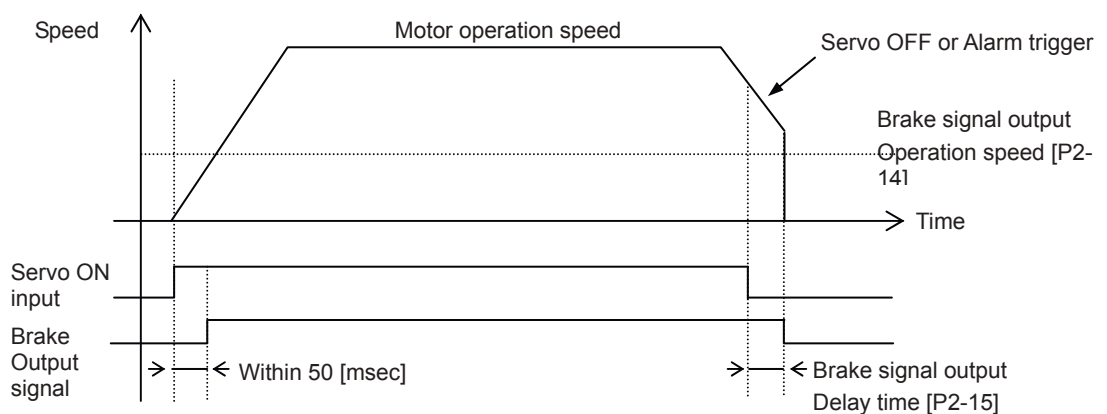 Speed
Motor operation speed
Servo OFF or Alarm trigger
Brake signal output
Operation speed [P2-
14]
Time
Servo ON
input
Brake
Output
signal
Within 50 [msec]
Brake signal output
Delay time [P2-15]